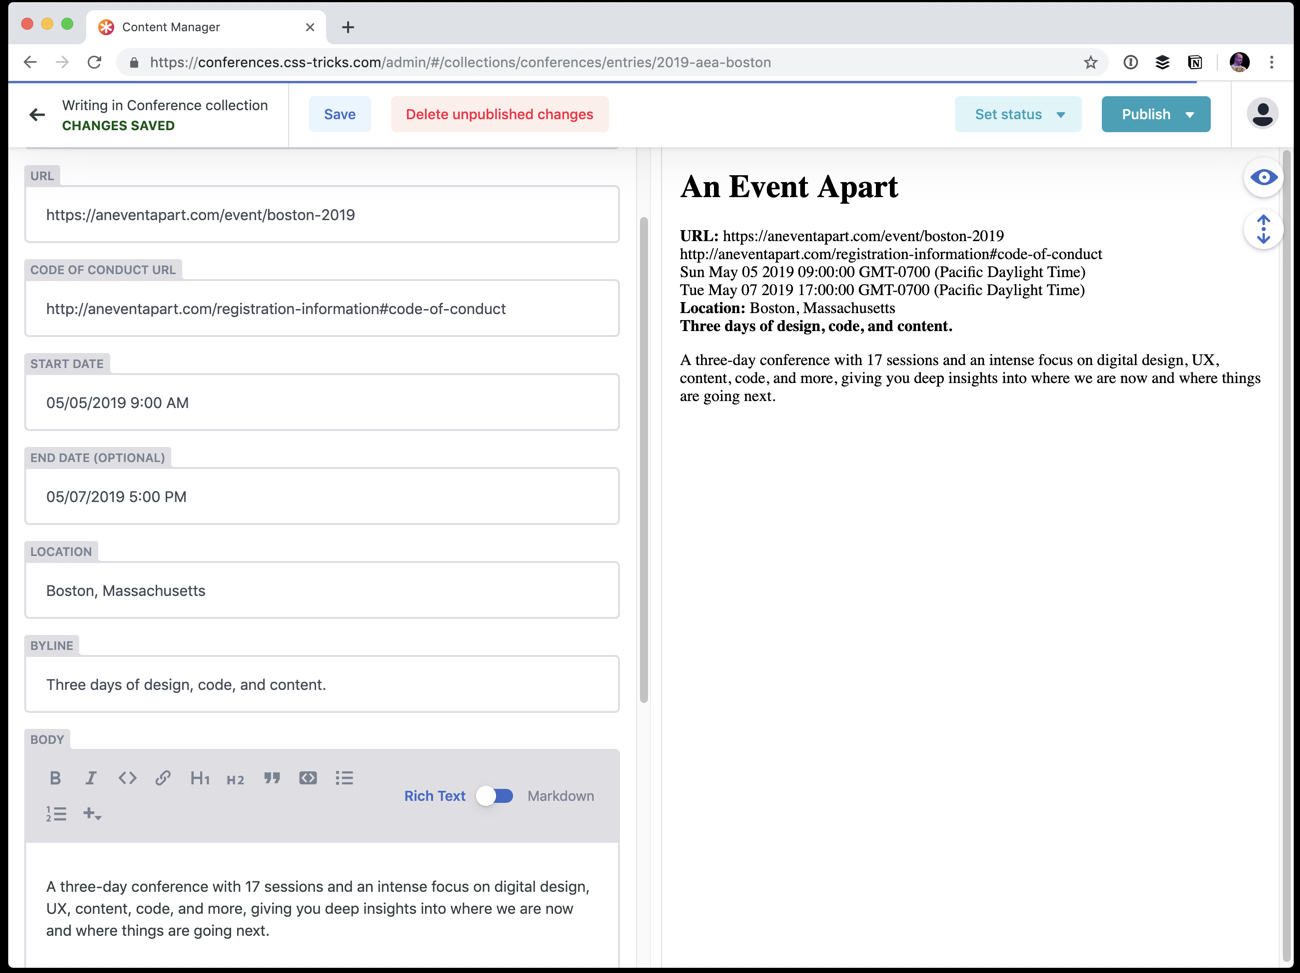 Content Manager
https://conferences.css-tricks.com/admin/#/collections/conferences/entries/2019-aea-boston
Writing in Conference collection
CHANGES SAVED
Save
Delete unpublished changes
Set status
Publish
URL
https://aneventapart.com/event/boston-2019
CODE OF CONDUCT URL
http://aneventapart.com/registration-information#code-of-conduct
START DATE
05/05/2019 9:00 AM
END DATE (OPTIONAL)
05/07/2019 5:00 PM
LOCATION
Boston, Massachusetts
BYLINE
Three days of design, code, and content.
BODY
B I H1 H2
Rich Text
Markdown
A three-day conference with 17 sessions and an intense focus on digital design,
UX, content, code, and more, giving you deep insights into where we are now
and where things are going next.
An Event Apart
URL: https://aneventapart.com/event/boston-2019
http://aneventapart.com/registration-information#code-of-conduct
Sun May 05 2019 09:00:00 GMT-0700 (Pacific Daylight Time)
Tue May 07 2019 17:00:00 GMT-0700 (Pacific Daylight Time)
Location: Boston, Massachusetts
Three days of design, code, and content.
A three-day conference with 17 sessions and an intense focus on digital design, UX,
content, code, and more, giving you deep insights into where we are now and where things
are going next.